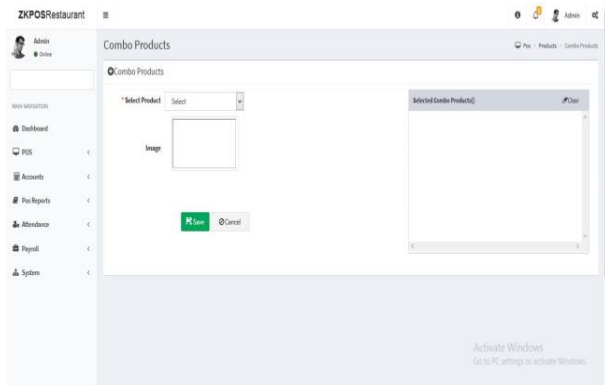 ZKPOSRestaurant
Admin
Admin
Online
Combo Products
Pos - Products - Combo Products
Combo Products
MAIN NAVIGATION
Dashboard
POS
Accounts
Pos Reports
Attendance
Payroll
System
* Select Product
Select
Image
Save
Cancel
Selected Combo Products()
Clear
Activate Windows
Go to PC settings to activate Windows.